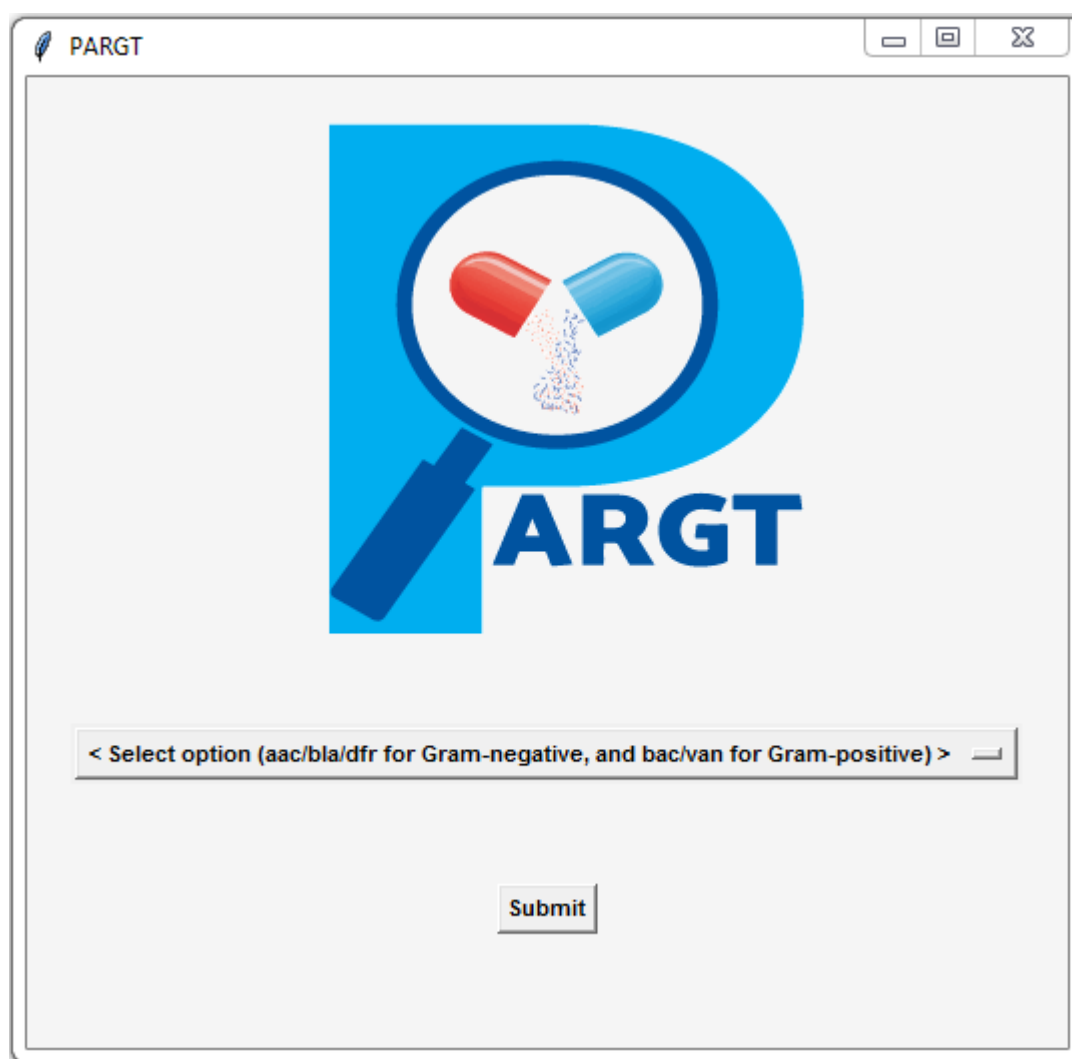 PARGT
PARGT
< Select option (aac/bla/dfr for Gram-negative, and bac/van for Gram-positive) >
Submit